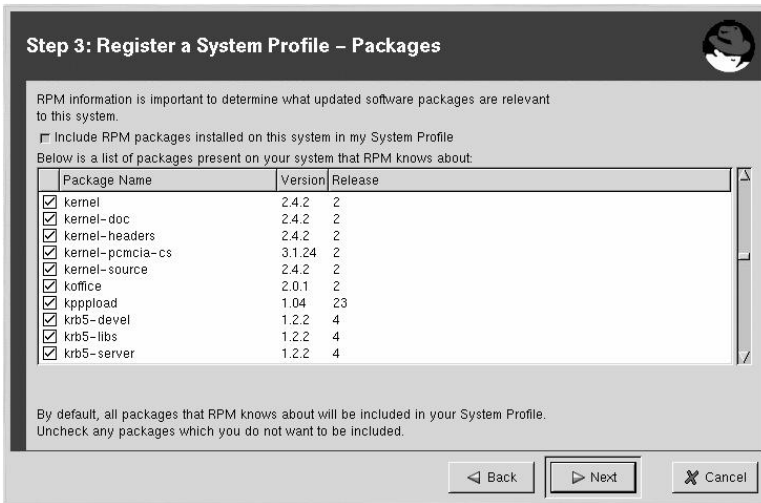 Step 3: Register a System Profile – Packages
RPM information is important to determine what updated software packages are relevant
to this system.
Include RPM packages installed on this system in my System Profile
Below is a list of packages present on your system that RPM knows about:
Package Name Version Release
kernel 2.4.2 2
kernel-doc 2.4.2 2
kernel-headers 2.4.2 2
kernel-pcmcia-cs 3.1.24 2
kernel-source 2.4.2 2
koffice 2.0.1 2
kpppload 1.04 23
krb5-devel 1.2.2 4
krb5-libs 1.2.2 4
krb5-server 1.2.2 4
By default, all packages that RPM knows about will be included in your System Profile.
Uncheck any packages which you do not want to be included.
Back Next Cancel